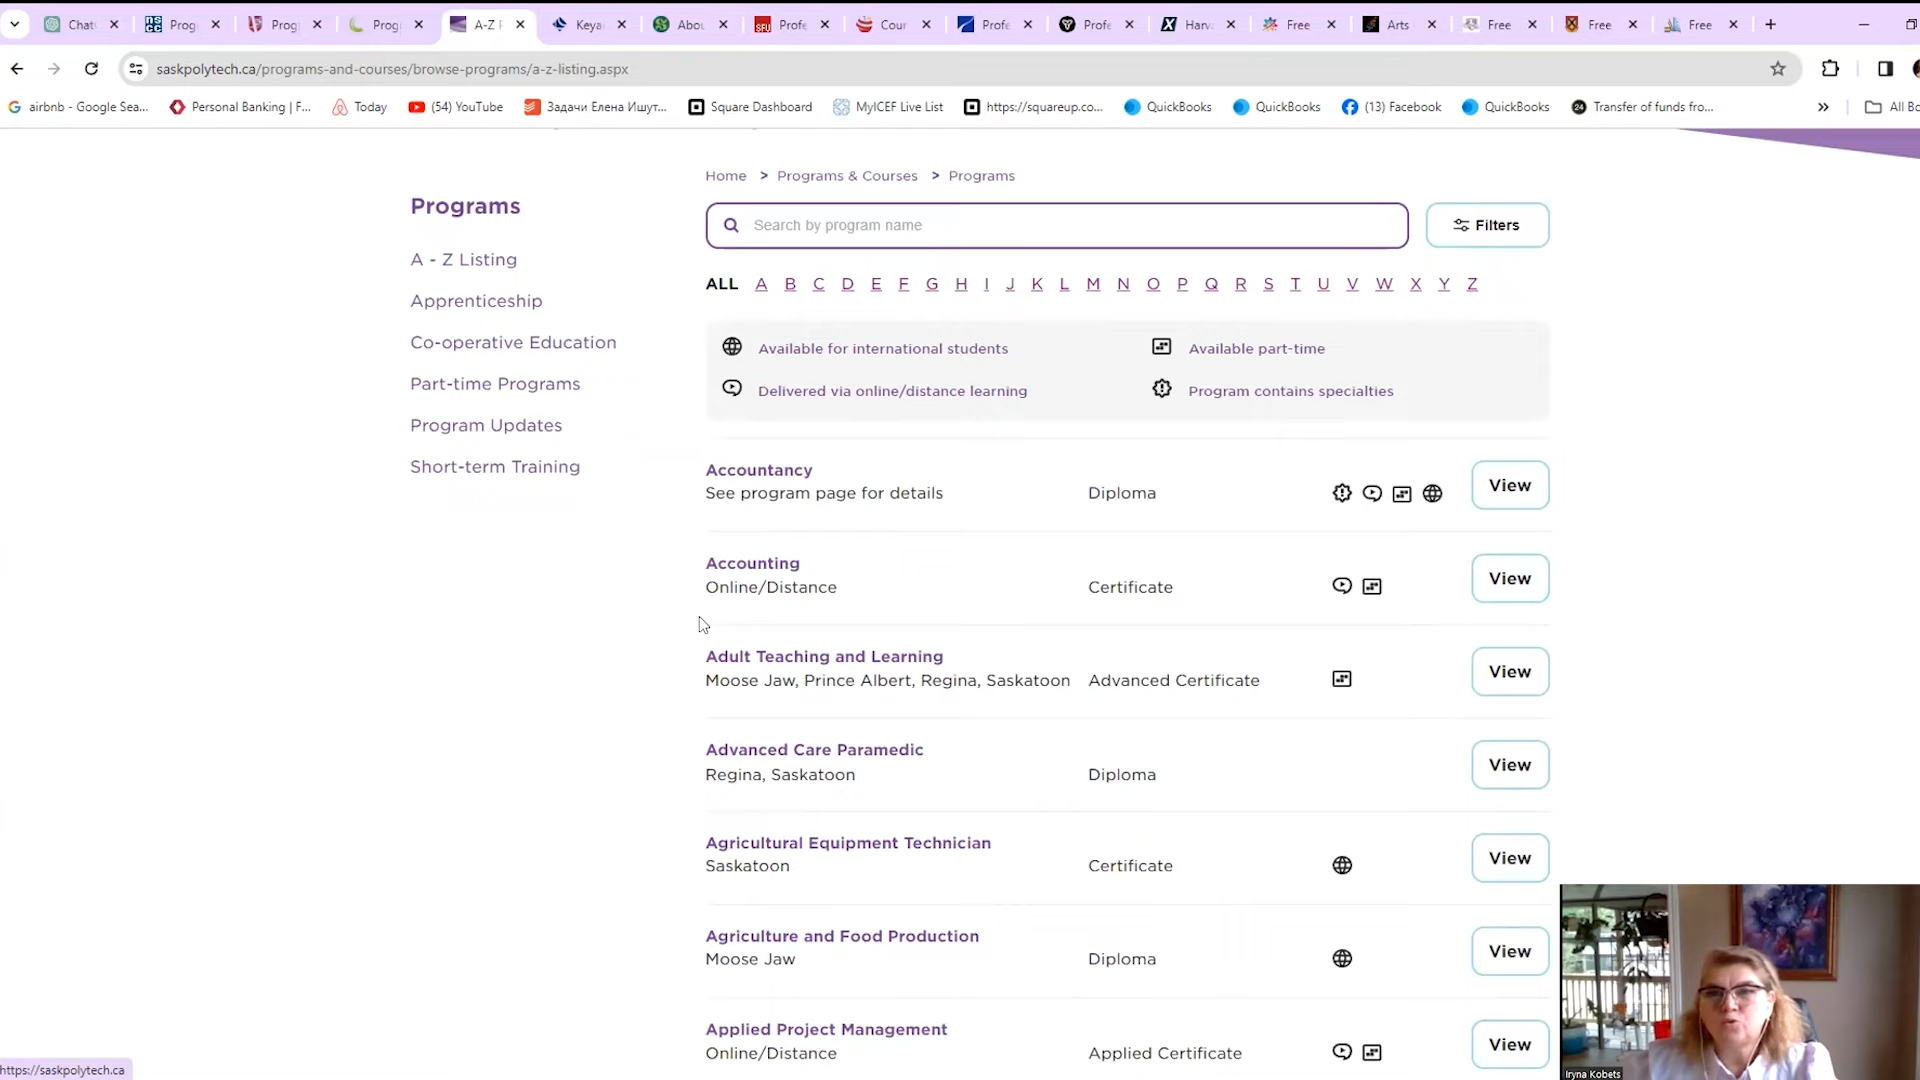 Chat
Prog
Prog
Prog
A-Z F
Keya
Abou
Profe
Cour
Profe
Profe
Harv
Free
Arts
Free
Free
Free
saskpolytech.ca/programs-and-courses/browse-programs/a-z-listing.aspx
airbnb - Google Sea...
Personal Banking | F...
Today
(54) YouTube
Задачи Елена Ишут...
Square Dashboard
MyICEF Live List
https://squareup.co...
QuickBooks
QuickBooks
(13) Facebook
QuickBooks
24 Transfer of funds fro...
»
All Bo
Home > Programs & Courses > Programs
Programs
Search by program name
Filters
A - Z Listing
Apprenticeship
Co-operative Education
Part-time Programs
Program Updates
Short-term Training
ALL A B C D E F G H I J K L M N O P Q R S T U V W X Y Z
Available for international students
Available part-time
Delivered via online/distance learning
Program contains specialties
Accountancy
See program page for details
Diploma
View
Accounting
Online/Distance
Certificate
View
Adult Teaching and Learning
Moose Jaw, Prince Albert, Regina, Saskatoon
Advanced Certificate
View
Advanced Care Paramedic
Regina, Saskatoon
Diploma
View
Agricultural Equipment Technician
Saskatoon
Certificate
View
Agriculture and Food Production
Moose Jaw
Diploma
View
Applied Project Management
Online/Distance
Applied Certificate
View
https://saskpolytech.ca
Iryna Kobets